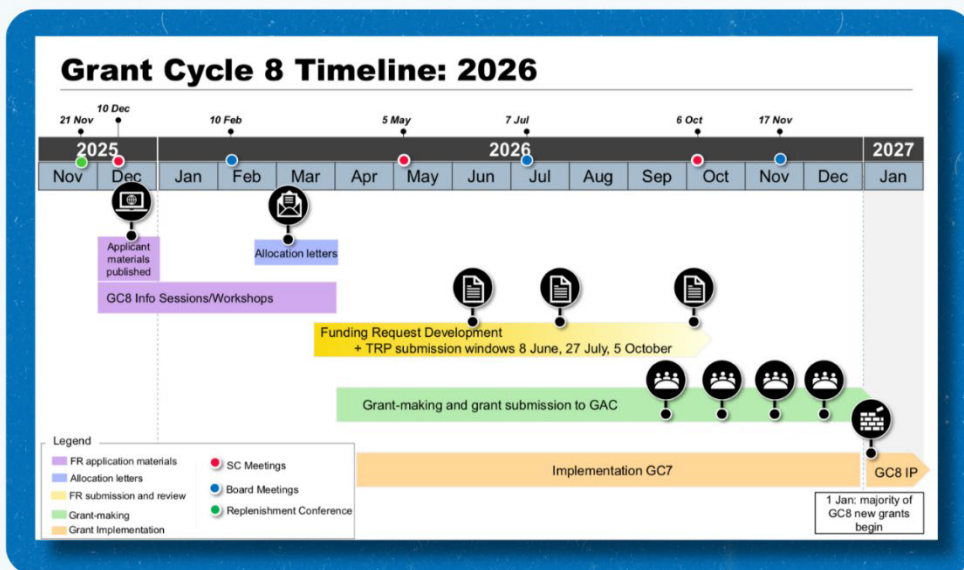 Grant Cycle 8 Timeline: 2026
21 Nov
10 Dec
10 Feb
5 May
7 Jul
6 Oct
17 Nov
2025
2026
2027
Nov
Dec
Jan
Feb
Mar
Apr
May
Jun
Jul
Aug
Sep
Oct
Nov
Dec
Jan
Applicant
materials
published
Allocation letters
GC8 Info Sessions/Workshops
Funding Request Development
+ TRP submission windows 8 June, 27 July, 5 October
Grant-making and grant submission to GAC
Implementation GC7
GC8 IP
1 Jan: majority of
GC8 new grants
begin
Legend
FR application materials
Allocation letters
FR submission and review
Grant-making
Grant Implementation
SC Meetings
Board Meetings
Replenishment Conference